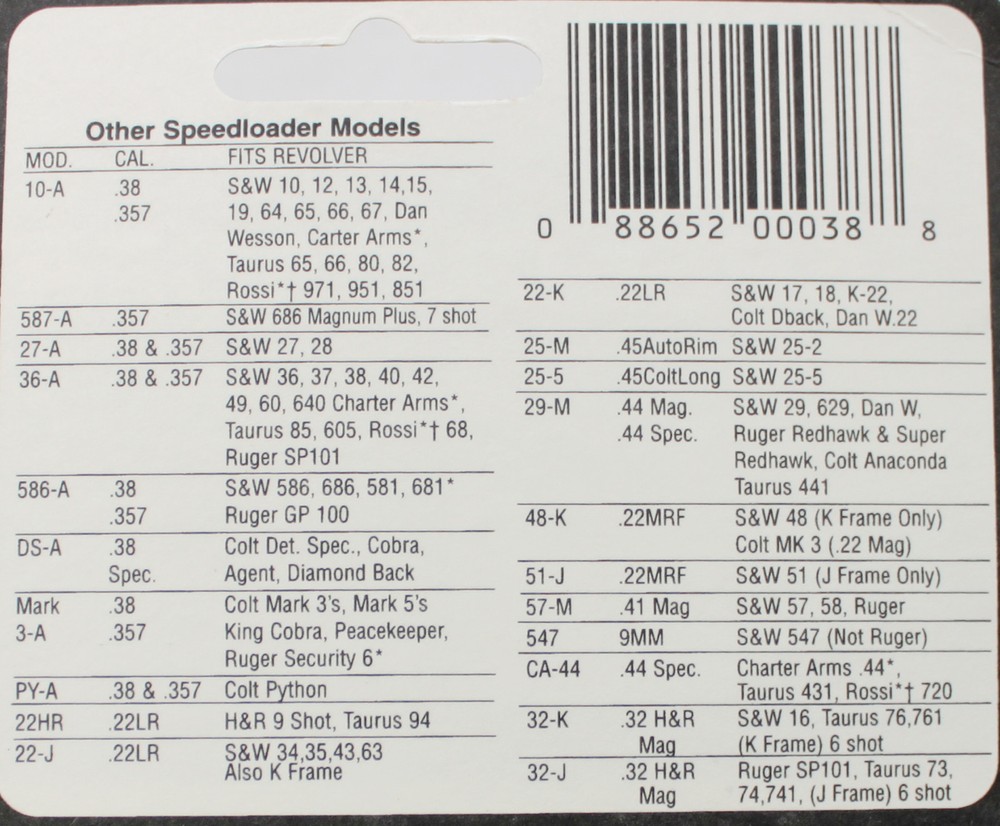 Other Speedloader Models
MOD. CAL. FITS REVOLVER
10-A .38 S&W 10, 12, 13, 14,15,
.357 19, 64, 65, 66, 67, Dan
Wesson, Carter Arms*,
Taurus 65, 66, 80, 82,
Rossi*† 971, 951, 851
587-A .357 S&W 686 Magnum Plus, 7 shot
27-A .38 & .357 S&W 27, 28
36-A .38 & .357 S&W 36, 37, 38, 40, 42,
49, 60, 640 Charter Arms*,
Taurus 85, 605, Rossi*† 68,
Ruger SP101
586-A .38 S&W 586, 686, 581, 681*
.357 Ruger GP 100
DS-A .38 Colt Det. Spec., Cobra,
Spec. Agent, Diamond Back
Mark .38 Colt Mark 3's, Mark 5's
3-A .357 King Cobra, Peacekeeper,
Ruger Security 6*
PY-A .38 & .357 Colt Python
22HR .22LR H&R 9 Shot, Taurus 94
22-J .22LR S&W 34,35,43,63
Also K Frame
0 88652 00038 8
22-K .22LR S&W 17, 18, K-22,
Colt Dback, Dan W.22
25-M .45AutoRim S&W 25-2
25-5 .45ColtLong S&W 25-5
29-M .44 Mag. S&W 29, 629, Dan W,
.44 Spec. Ruger Redhawk & Super
Redhawk, Colt Anaconda
Taurus 441
48-K .22MRF S&W 48 (K Frame Only)
Colt MK 3 (.22 Mag)
51-J .22MRF S&W 51 (J Frame Only)
57-M .41 Mag S&W 57, 58, Ruger
547 9MM S&W 547 (Not Ruger)
CA-44 .44 Spec. Charter Arms .44*,
Taurus 431, Rossi*† 720
32-K .32 H&R S&W 16, Taurus 76,761
Mag (K Frame) 6 shot
32-J .32 H&R Ruger SP101, Taurus 73,
Mag 74,741, (J Frame) 6 shot